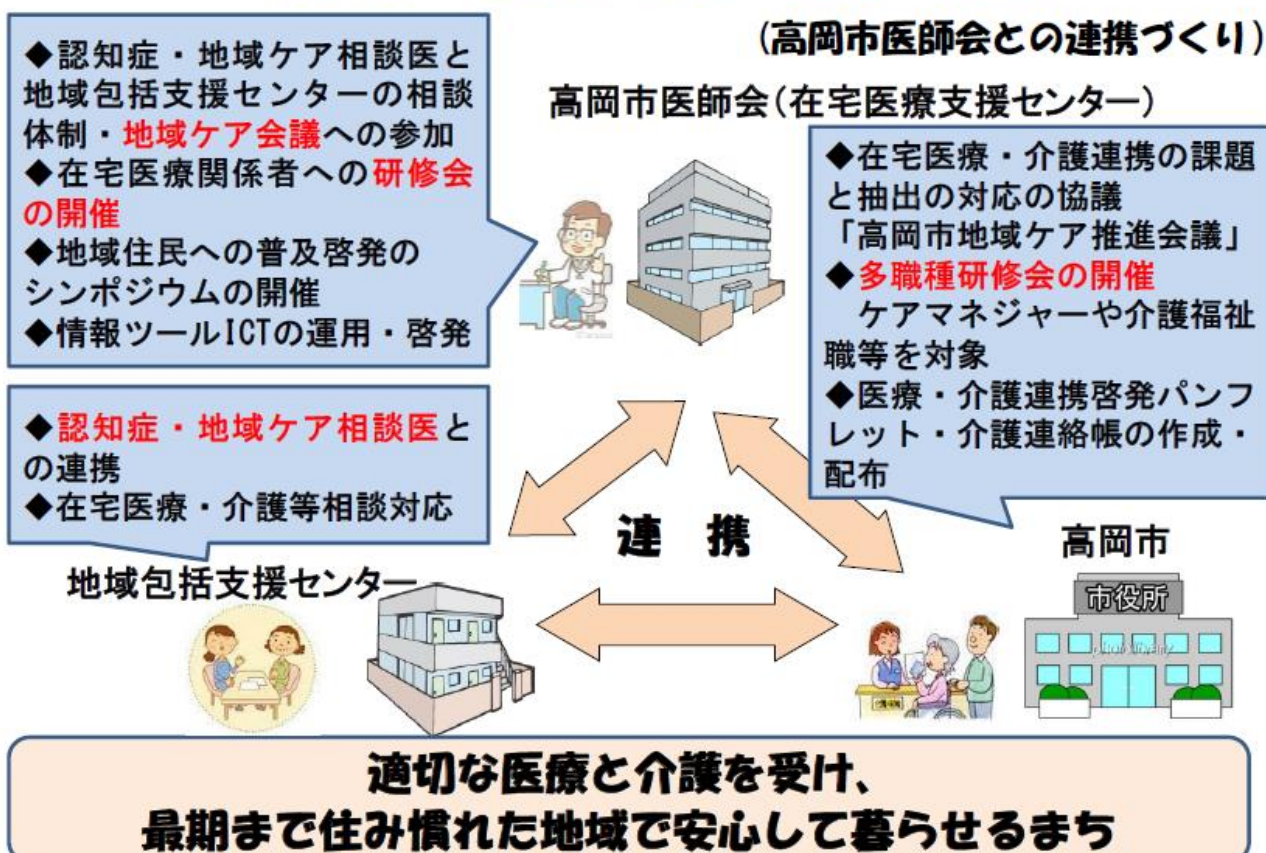 (高岡市医師会との連携づくり)
高岡市医師会(在宅医療支援センター)
◆認知症・地域ケア相談医と
地域包括支援センターの相談
体制・地域ケア会議への参加
◆在宅医療関係者への研修会
の開催
◆地域住民への普及啓発の
シンポジウムの開催
◆情報ツールICTの運用・啓発
◆在宅医療・介護連携の課題
と抽出の対応の協議
「高岡市地域ケア推進会議」
◆多職種研修会の開催
ケアマネジャーや介護福祉
職等を対象
◆医療・介護連携啓発パンフ
レット・介護連絡帳の作成・
配布
◆認知症・地域ケア相談医と
の連携
◆在宅医療・介護等相談対応
連 携
地域包括支援センター
高岡市
市役所
適切な医療と介護を受け、
最期まで住み慣れた地域で安心して暮らせるまち